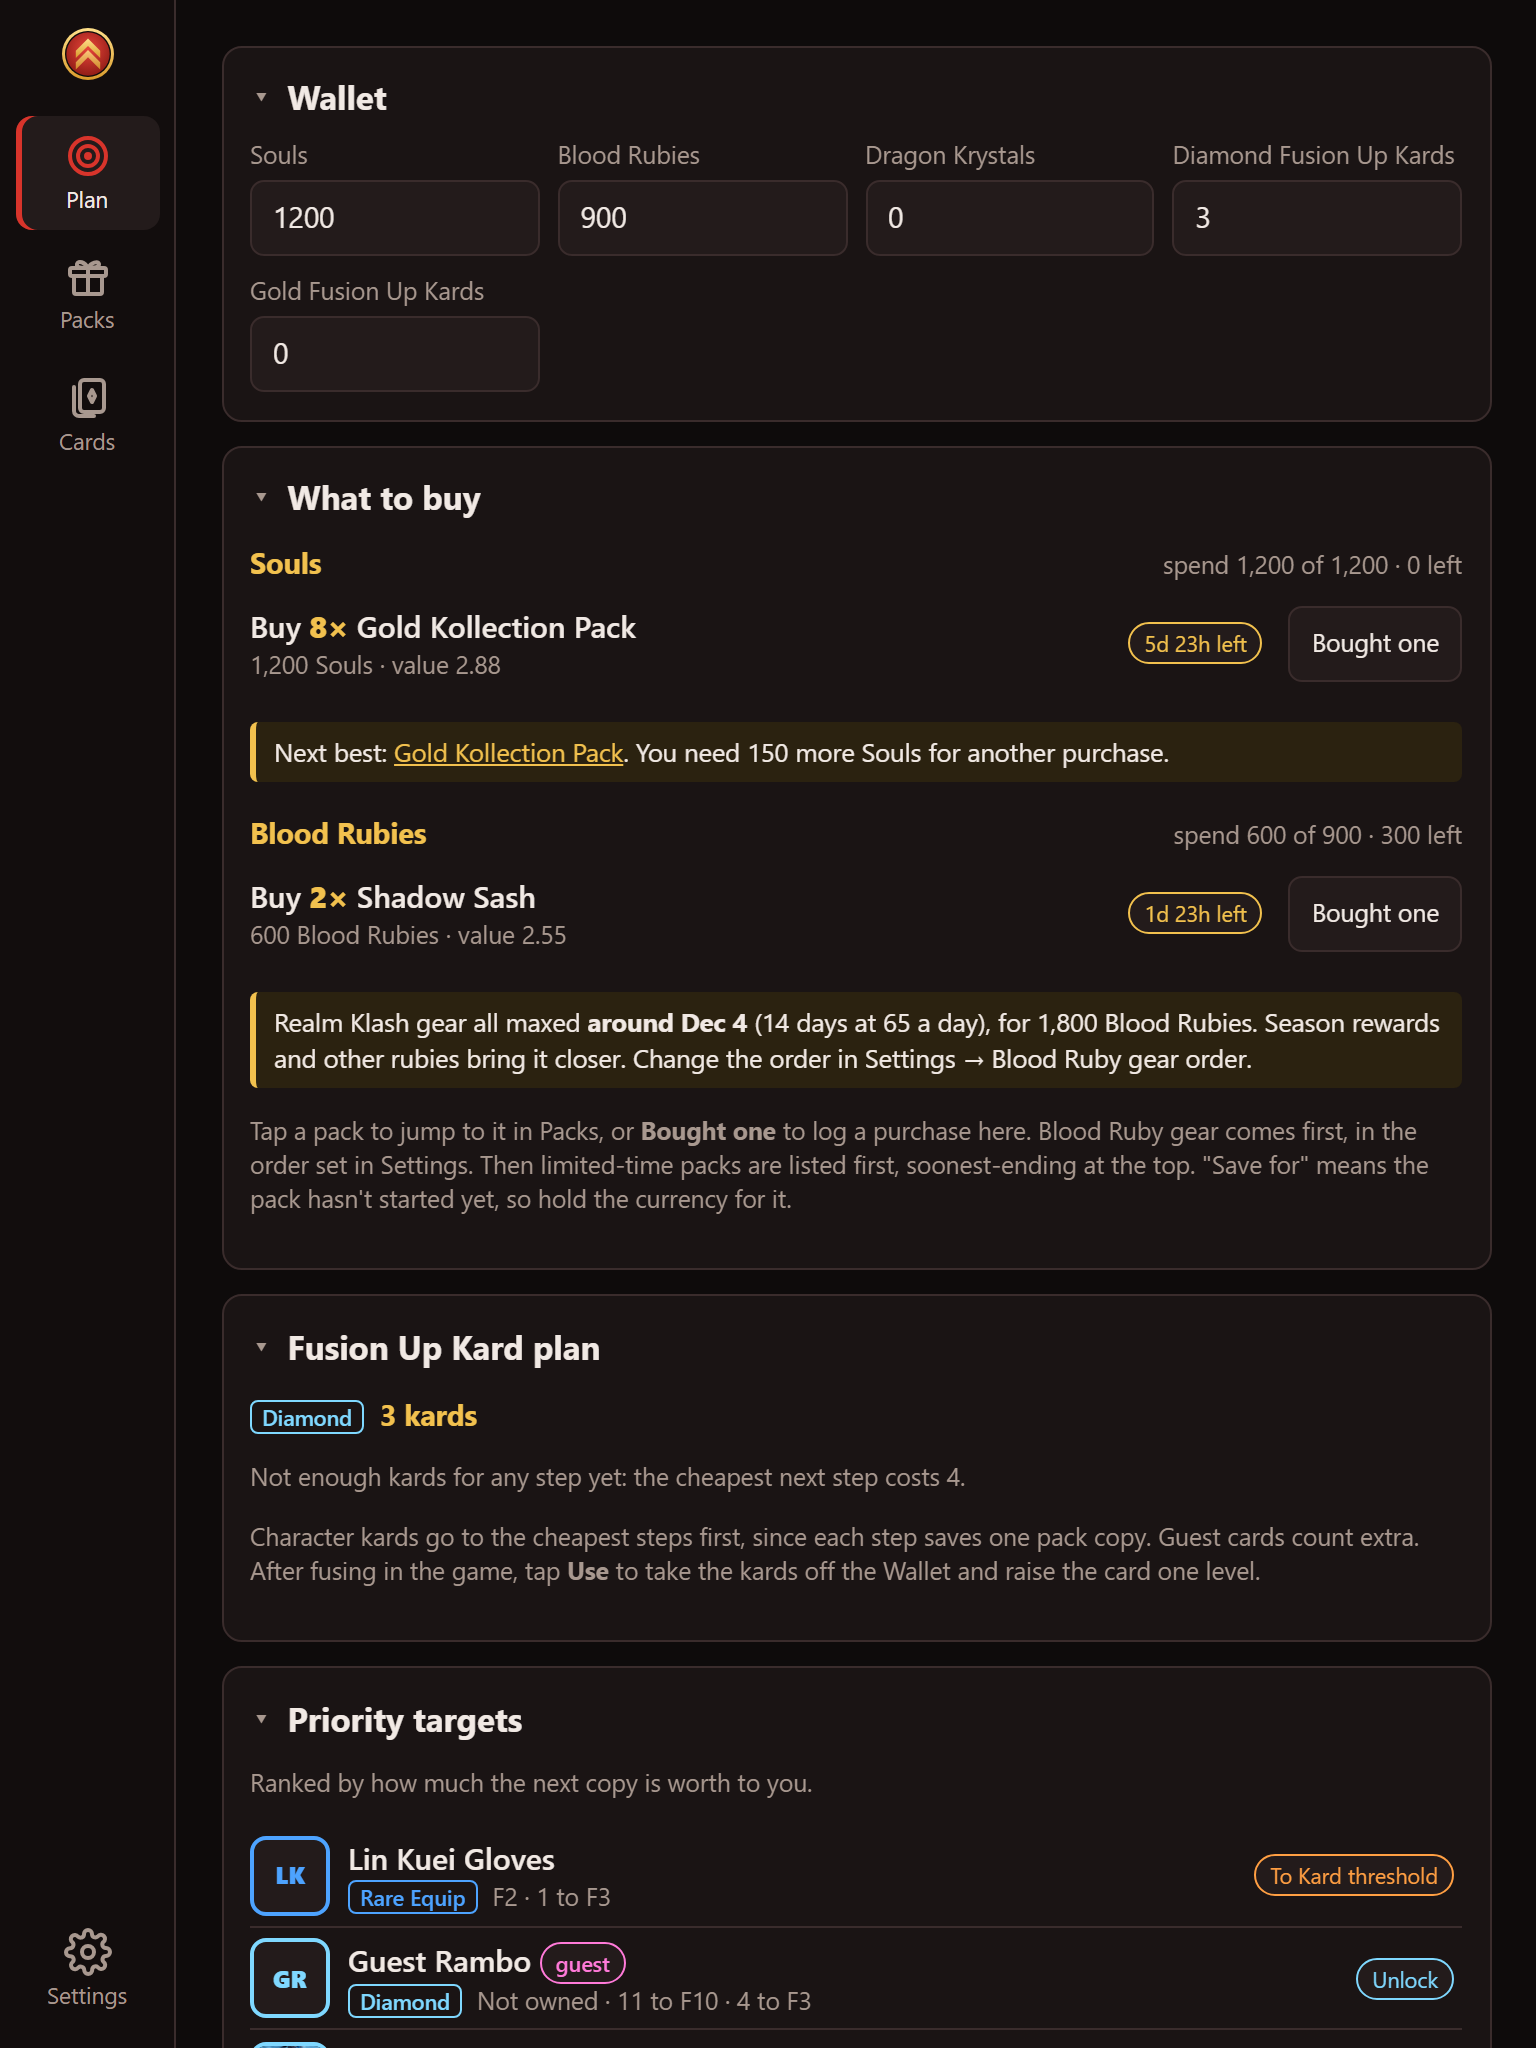 Plan
Packs
Cards
Settings
Wallet
Souls
Blood Rubies
Dragon Krystals
Diamond Fusion Up Kards
1200
900
0
3
Gold Fusion Up Kards
0
What to buy
Souls
spend 1,200 of 1,200 · 0 left
Buy 8× Gold Kollection Pack
1,200 Souls · value 2.88
5d 23h left
Bought one
Next best: Gold Kollection Pack. You need 150 more Souls for another purchase.
Blood Rubies
spend 600 of 900 · 300 left
Buy 2× Shadow Sash
600 Blood Rubies · value 2.55
1d 23h left
Bought one
Realm Klash gear all maxed around Dec 4 (14 days at 65 a day), for 1,800 Blood Rubies. Season rewards
and other rubies bring it closer. Change the order in Settings → Blood Ruby gear order.
Tap a pack to jump to it in Packs, or Bought one to log a purchase here. Blood Ruby gear comes first, in the
order set in Settings. Then limited-time packs are listed first, soonest-ending at the top. "Save for" means the
pack hasn't started yet, so hold the currency for it.
Fusion Up Kard plan
Diamond 3 kards
Not enough kards for any step yet: the cheapest next step costs 4.
Character kards go to the cheapest steps first, since each step saves one pack copy. Guest cards count extra.
After fusing in the game, tap Use to take the kards off the Wallet and raise the card one level.
Priority targets
Ranked by how much the next copy is worth to you.
LK
Lin Kuei Gloves
Rare Equip F2 · 1 to F3
To Kard threshold
GR
Guest Rambo guest
Diamond Not owned · 11 to F10 · 4 to F3
Unlock